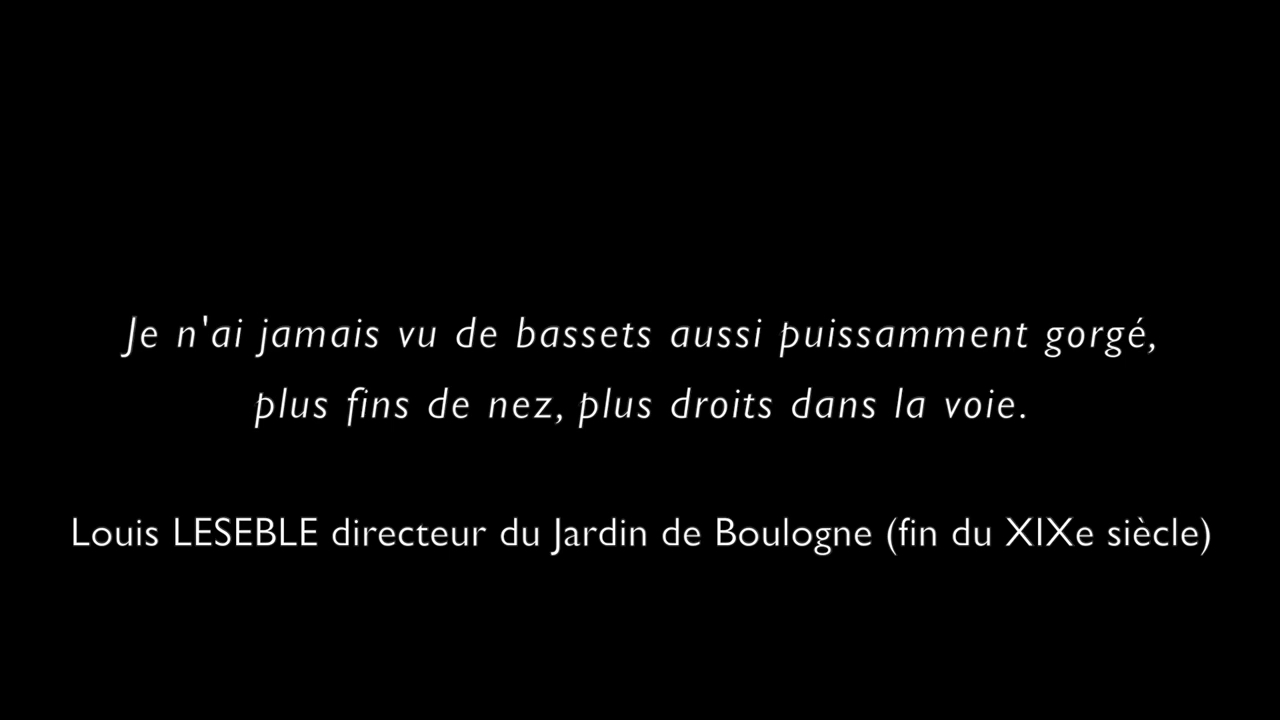 Je n'ai jamais vu de bassets aussi puissamment gorgé,
plus fins de nez, plus droits dans la voie.
Louis LESEBLE directeur du Jardin de Boulogne (fin du XIXe siècle)